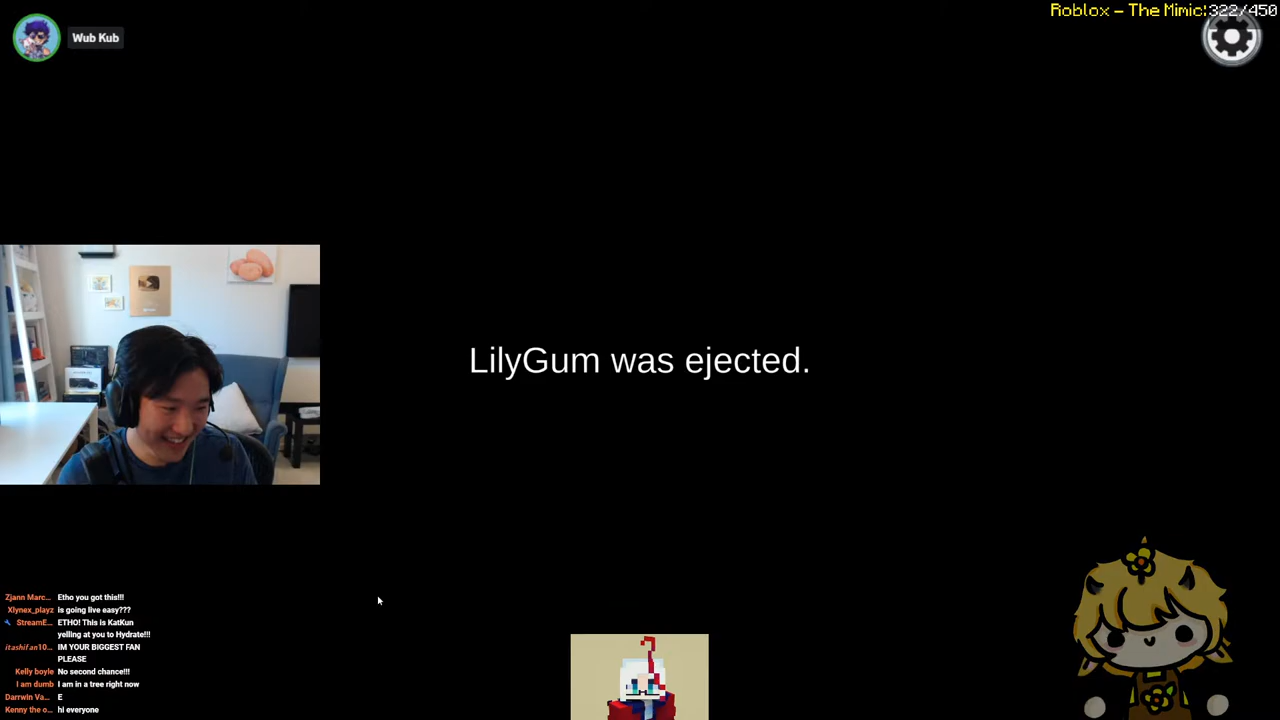 Roblox – The Mimic:322/450
Wub Kub
LilyGum was ejected.
Zjann Marc... Etho you got this!!!
Xlynex_playz is going live easy???
StreamE... ETHO! This is KatKun
yelling at you to Hydrate!!!
itashifan10... IM YOUR BIGGEST FAN
PLEASE
Kelly boyle No second chance!!!
I am dumb I am in a tree right now
Darrwin Va... E
Kenny the o... hi everyone